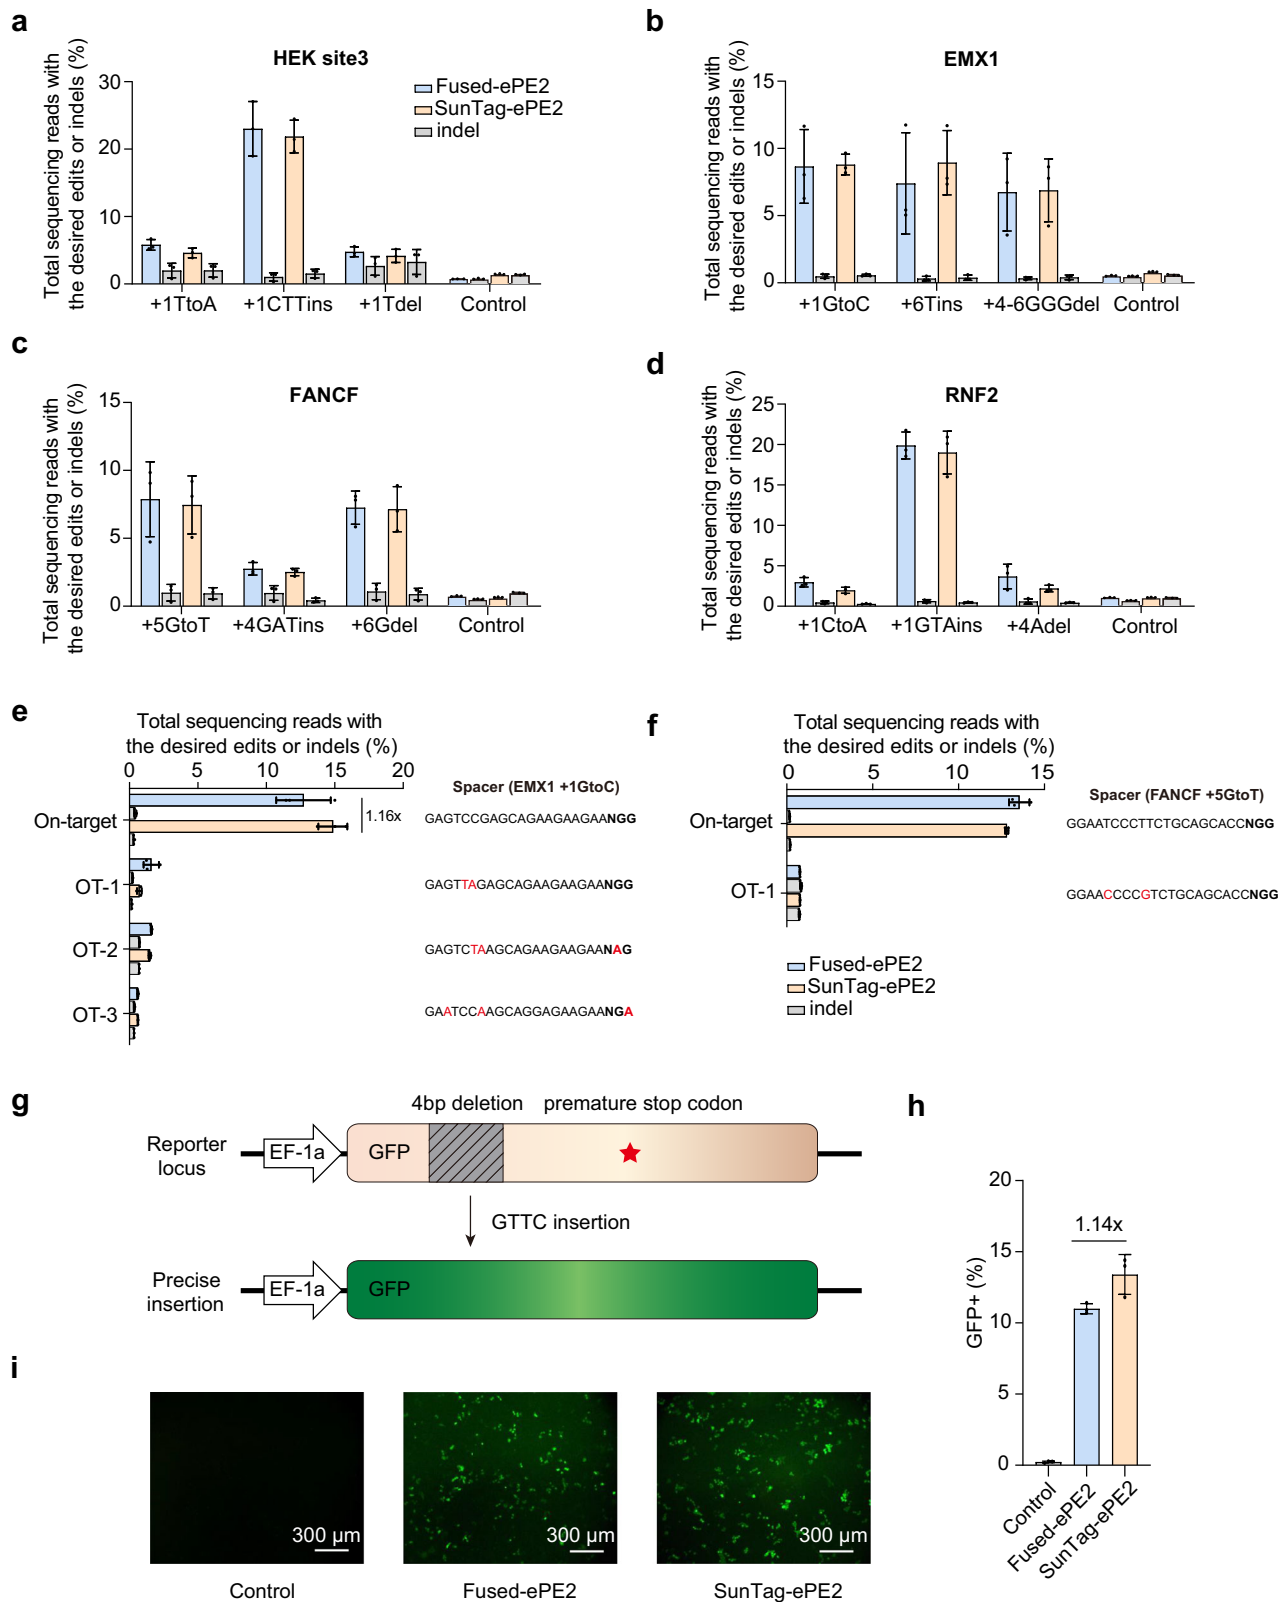 a
HEK site3
Total sequencing reads with
the desired edits or indels (%)
30
20
10
0
Fused-ePE2
SunTag-ePE2
indel
+1TtoA
+1CTTins
+1Tdel
Control
b
EMX1
Total sequencing reads with
the desired edits or indels (%)
15
10
5
0
+1GtoC
+6Tins
+4-6GGGdel
Control
c
FANCF
Total sequencing reads with
the desired edits or indels (%)
15
10
5
0
+5GtoT
+4GATins
+6Gdel
Control
d
RNF2
Total sequencing reads with
the desired edits or indels (%)
25
20
15
10
5
0
+1CtoA
+1GTAins
+4Adel
Control
e
Total sequencing reads with
the desired edits or indels (%)
0 5 10 15 20
Spacer (EMX1 +1GtoC)
On-target
1.16x
GAGTCCGAGCAGAAGAAGAANGG
OT-1
GAGTTAGAGCAGAAGAAGAANGG
OT-2
GAGTCTAAGCAGAAGAAGAANAG
OT-3
GAATCCAAGCAGGAGAAGAANGA
f
Total sequencing reads with
the desired edits or indels (%)
0 5 10 15
Spacer (FANCF +5GtoT)
On-target
GGAATCCCTTCTGCAGCACCNGG
OT-1
GGAACCCCGTCTGCAGCACCNGG
Fused-ePE2
SunTag-ePE2
indel
g
4bp deletion premature stop codon
Reporter
locus
EF-1a
GFP
GTTC insertion
Precise
insertion
EF-1a
GFP
h
GFP+ (%)
20
15
10
5
0
1.14x
Control
Fused-ePE2
SunTag-ePE2
i
300 µm
300 µm
300 µm
Control
Fused-ePE2
SunTag-ePE2